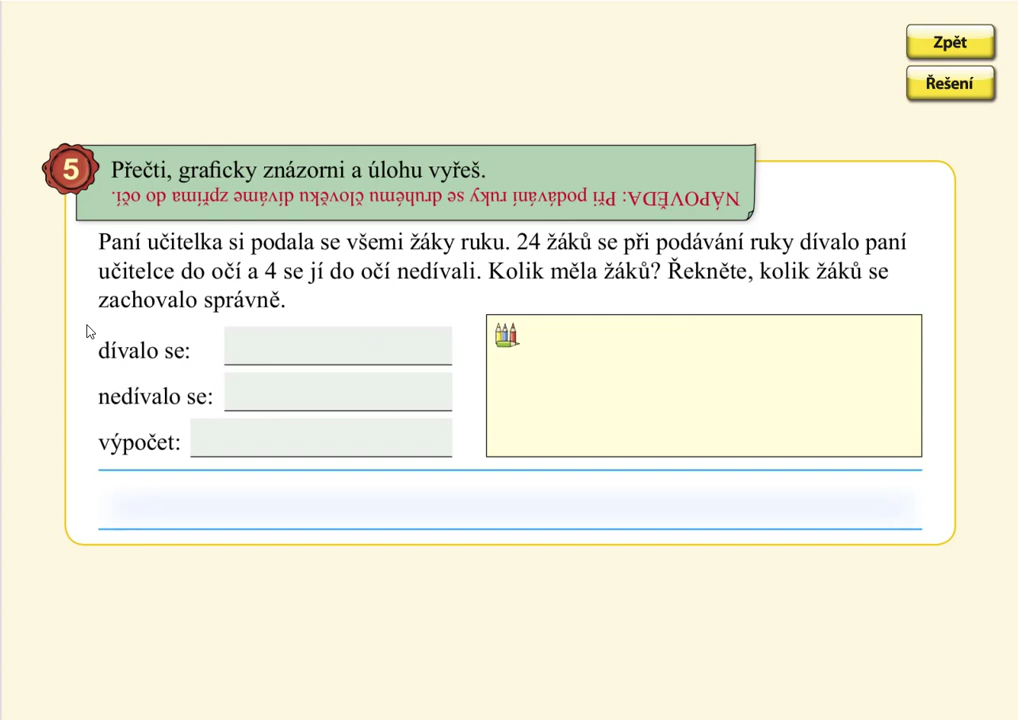 Zpět
Řešení
5
Přečti, graficky znázorni a úlohu vyřeš.
NÁPOVĚDA: Při podávání ruky se druhému člověku díváme zpříma do očí.
Paní učitelka si podala se všemi žáky ruku. 24 žáků se při podávání ruky dívalo paní
učitelce do očí a 4 se jí do očí nedívali. Kolik měla žáků? Řekněte, kolik žáků se
zachovalo správně.
dívalo se:
nedívalo se:
výpočet: